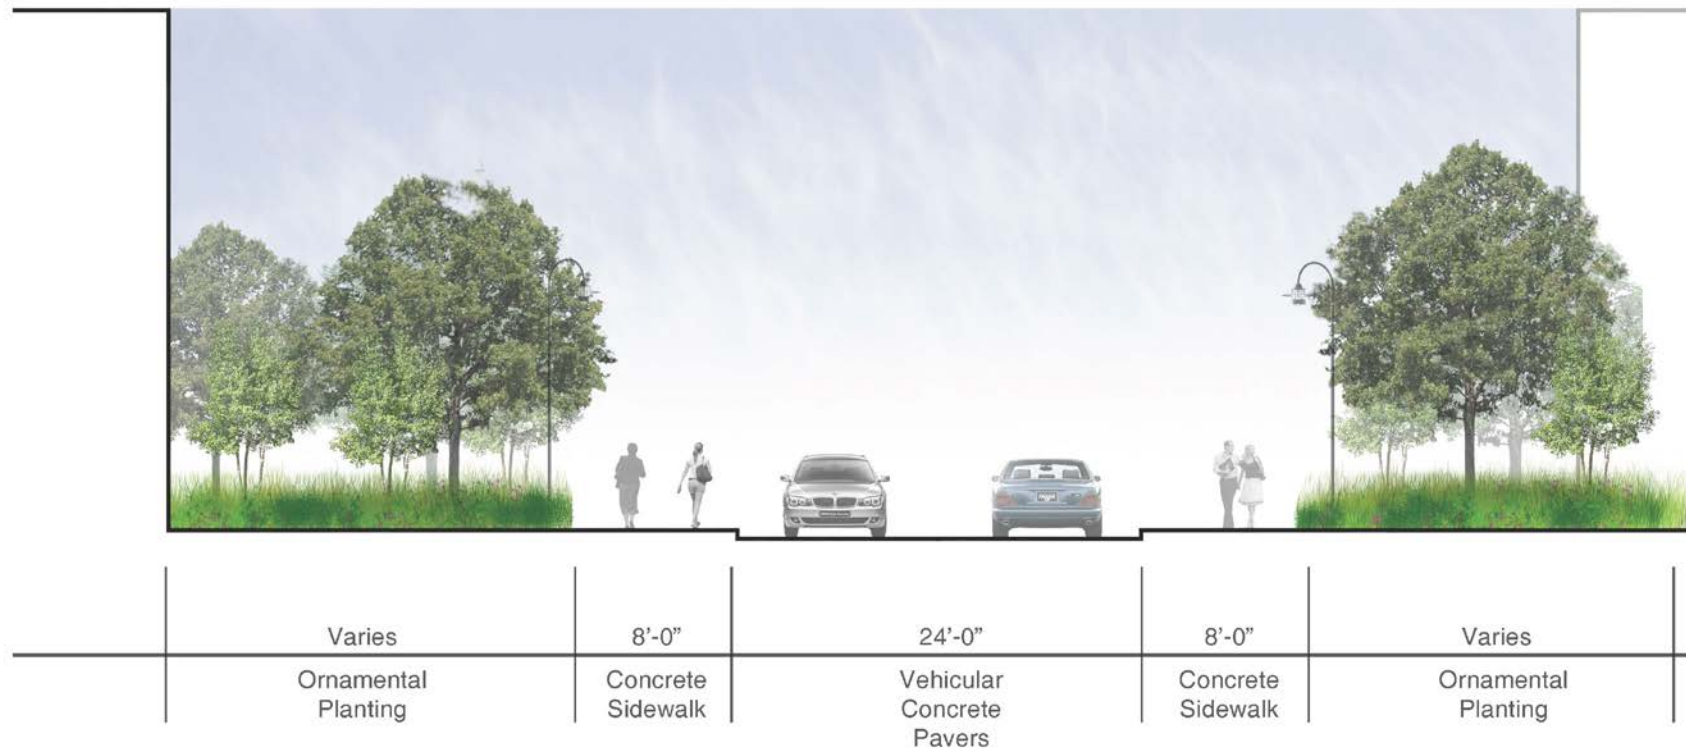 Varies
8'-0”
24'-0”
8'-0”
Varies
Ornamental
Planting
Concrete
Sidewalk
Vehicular
Concrete
Pavers
Concrete
Sidewalk
Ornamental
Planting